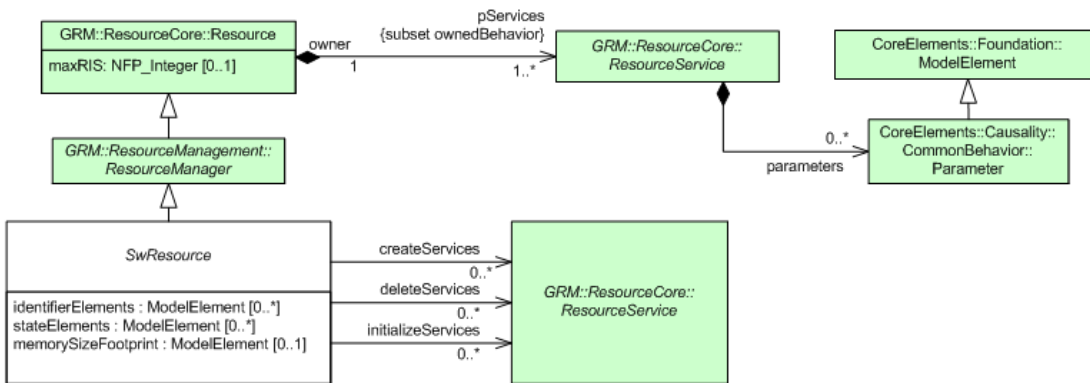 GRM::ResourceCore::Resource
maxRIS: NFP_Integer [0..1]
owner
1
pServices
{subset ownedBehavior}
1..*
GRM::ResourceCore::
ResourceService
CoreElements::Foundation::
ModelElement
GRM::ResourceManagement::
ResourceManager
0..*
parameters
CoreElements::Causality::
CommonBehavior::
Parameter
SwResource
identifierElements : ModelElement [0..*]
stateElements : ModelElement [0..*]
memorySizeFootprint : ModelElement [0..1]
createServices
0..*
deleteServices
0..*
initializeServices
0..*
GRM::ResourceCore::
ResourceService